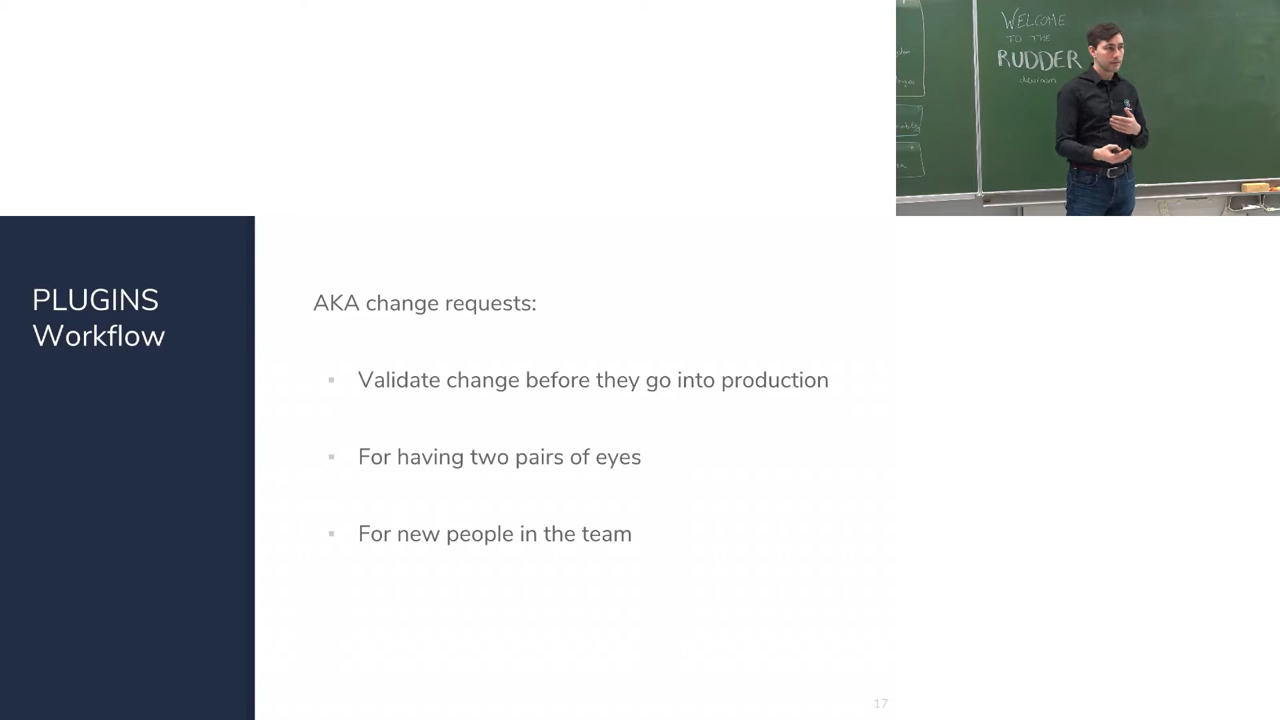 WELCOME
TO THE
RUDDER
PLUGINS
Workflow
AKA change requests:
▪ Validate change before they go into production
▪ For having two pairs of eyes
▪ For new people in the team
17